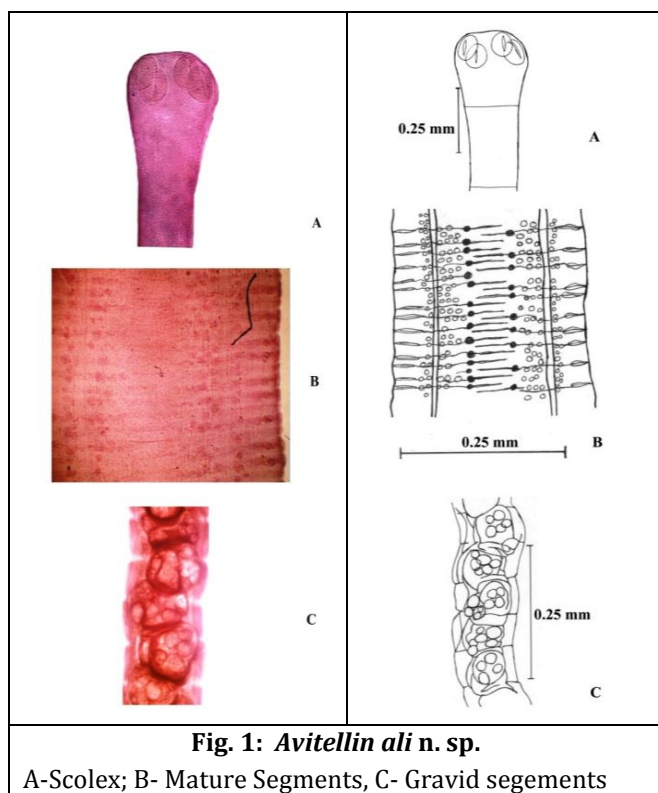 A
B
C
0.25 mm
A
0.25 mm
B
0.25 mm
C
Fig. 1: Avitellin ali n. sp.
A-Scolex; B- Mature Segments, C- Gravid segements